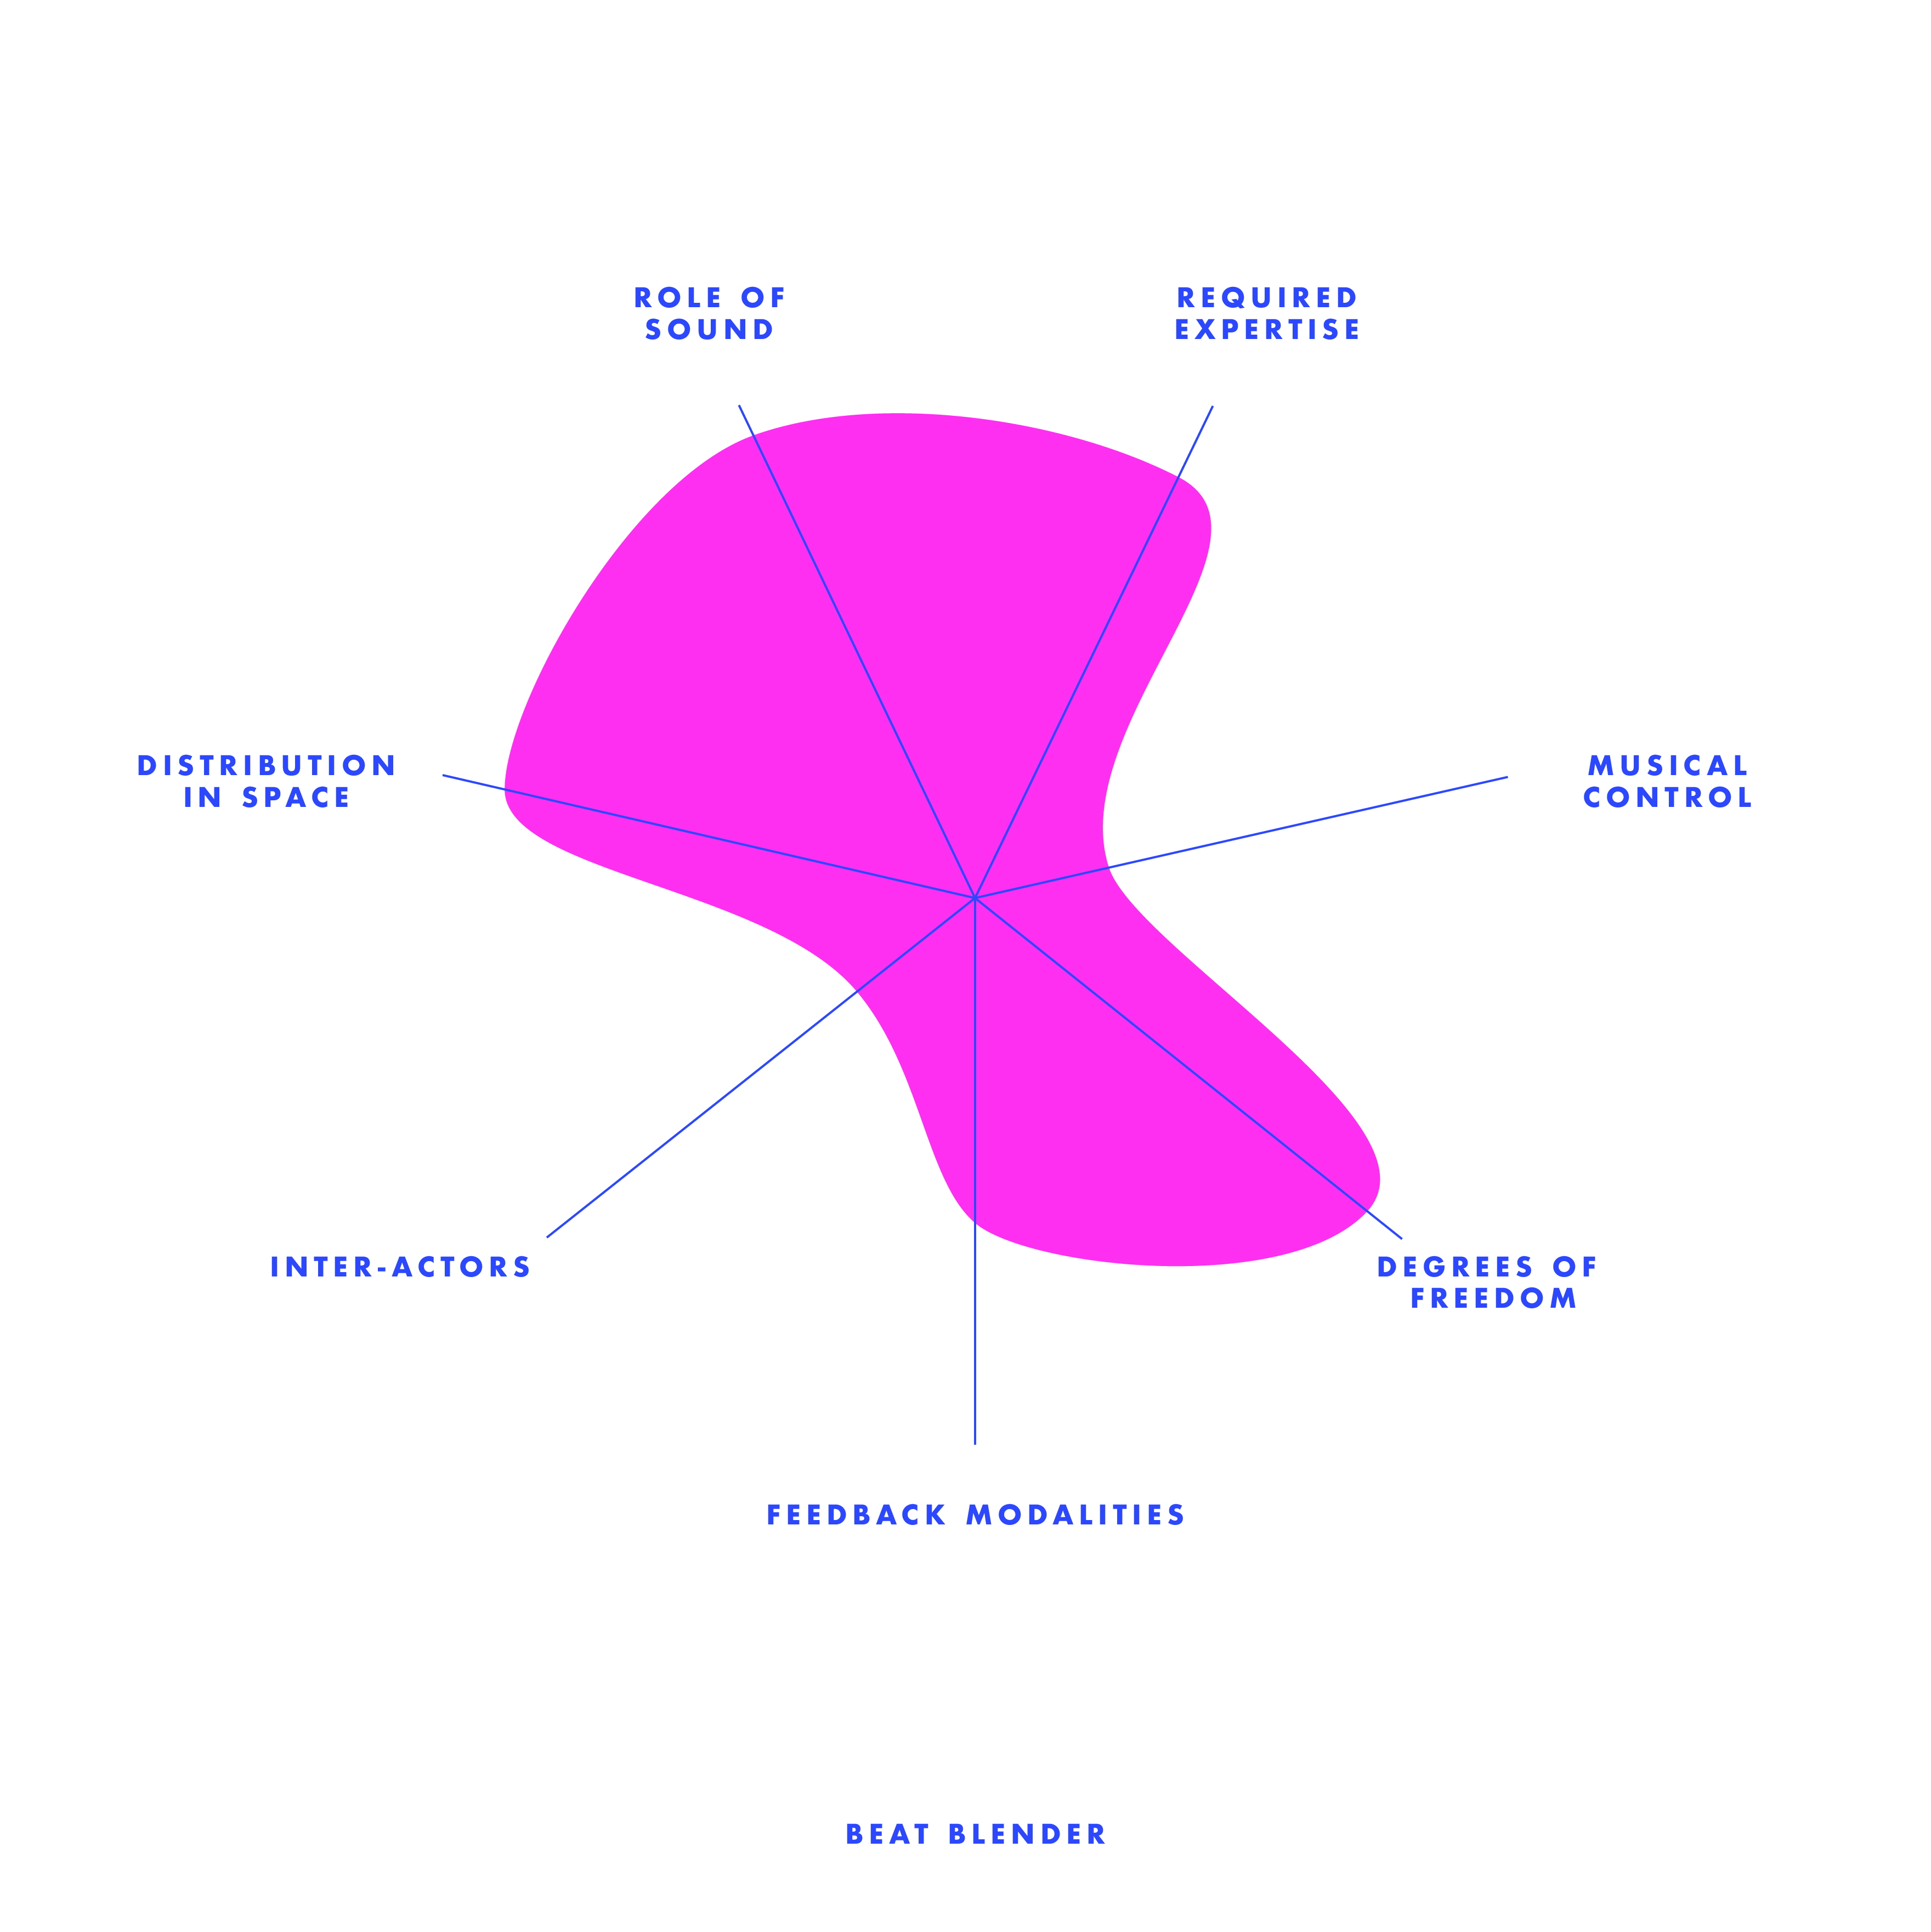 ROLE OF
SOUND
REQUIRED
EXPERTISE
DISTRIBUTION
IN SPACE
MUSICAL
CONTROL
INTER-ACTORS
DEGREES OF
FREEDOM
FEEDBACK MODALITIES
BEAT BLENDER